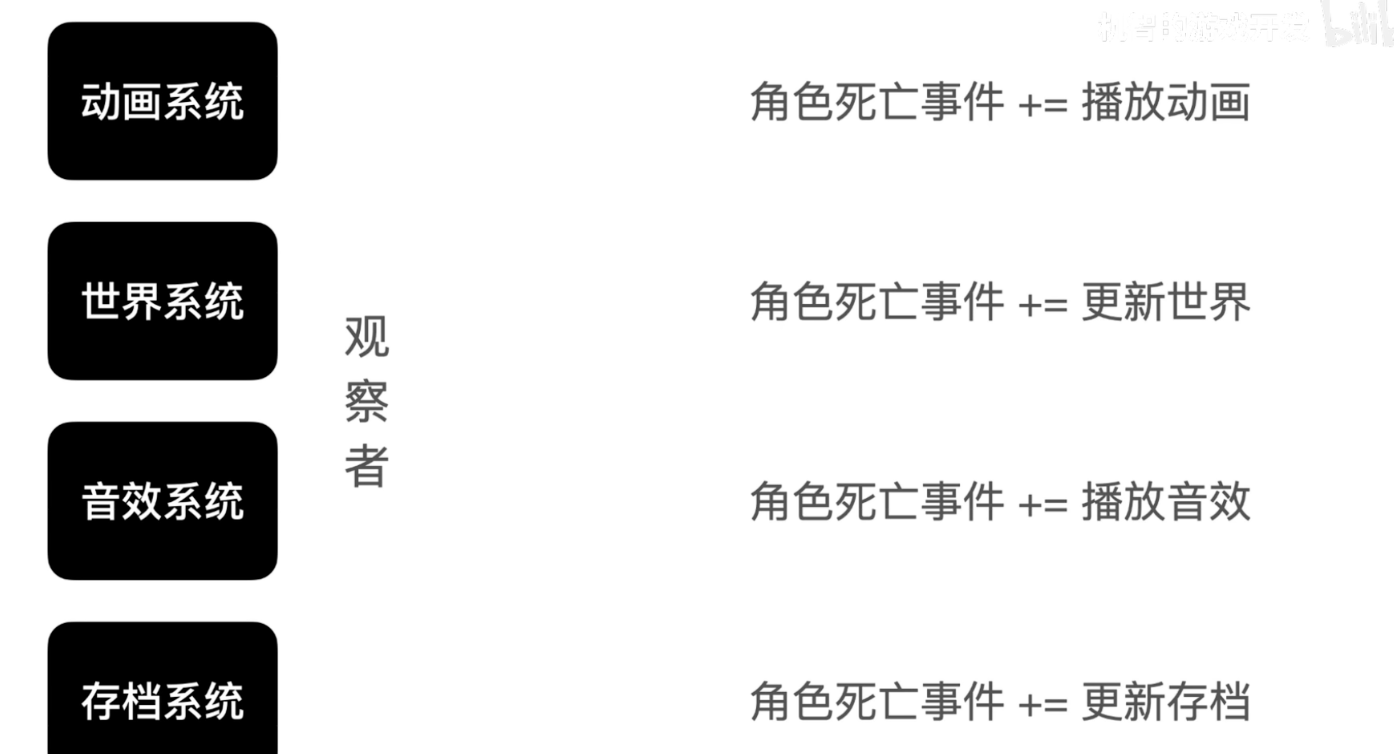 动画系统
角色死亡事件 += 播放动画
世界系统
角色死亡事件 += 更新世界
观
察
者
音效系统
角色死亡事件 += 播放音效
存档系统
角色死亡事件 += 更新存档